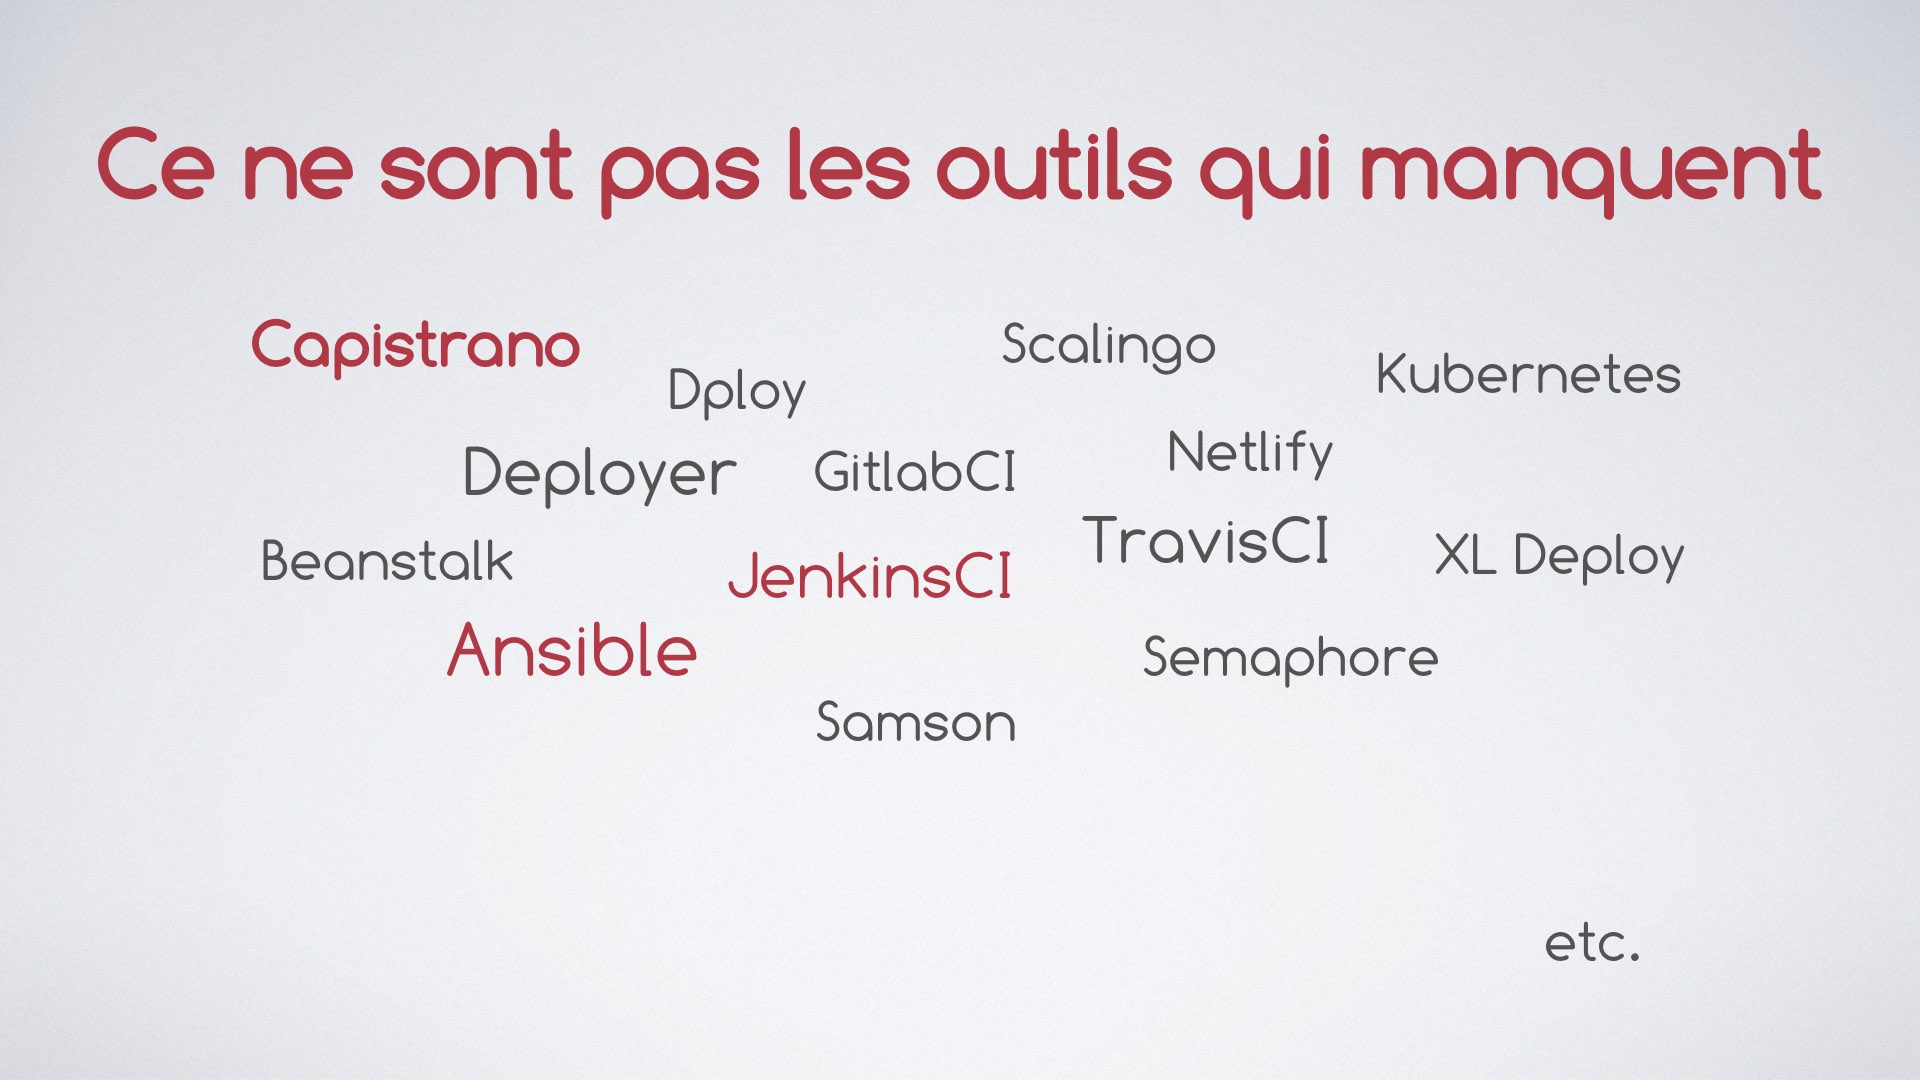 Ce ne sont pas les outils qui manquent
Capistrano
Scalingo
Kubernetes
Dploy
Netlify
Deployer
GitlabCI
TravisCI
XL Deploy
Beanstalk
JenkinsCI
Ansible
Semaphore
Samson
etc.